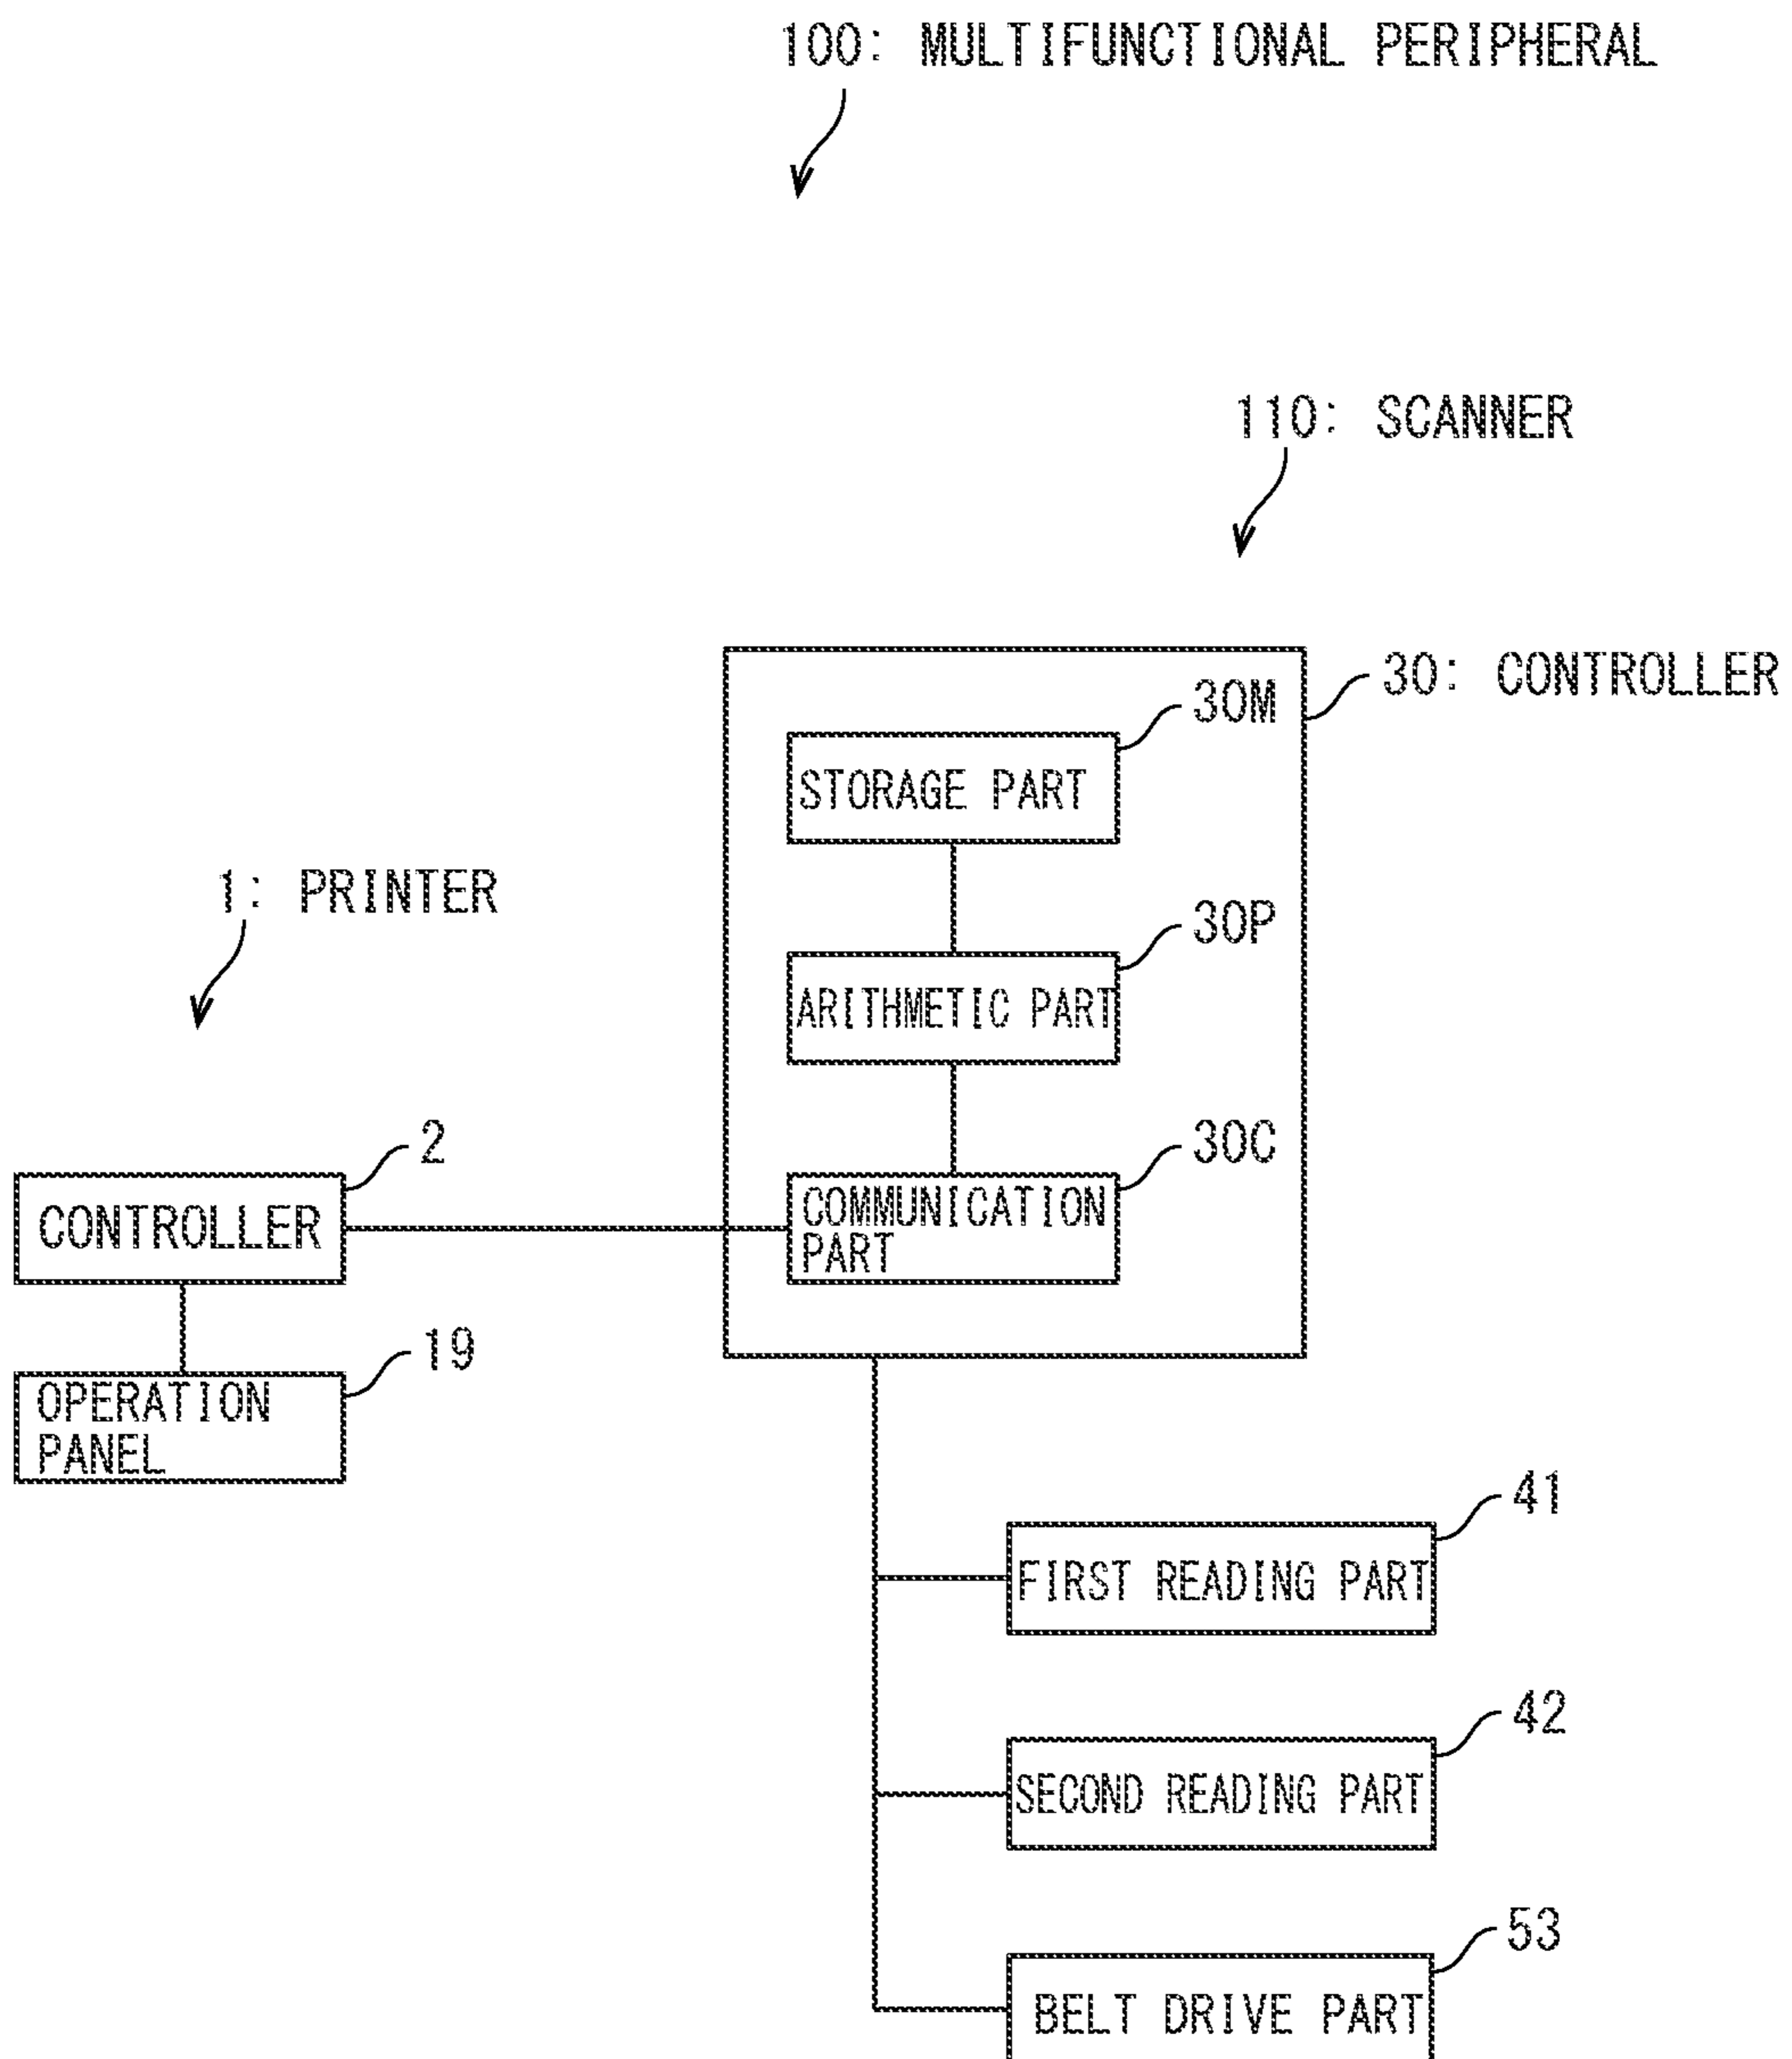 100: MULTIFUNCTIONAL PERIPHERAL
110: SCANNER
30: CONTROLLER
30M
STORAGE PART
1: PRINTER
30P
ARITHMETIC PART
2
30C
CONTROLLER
COMMUNICATION
PART
19
OPERATION
PANEL
41
FIRST READING PART
42
SECOND READING PART
53
BELT DRIVE PART